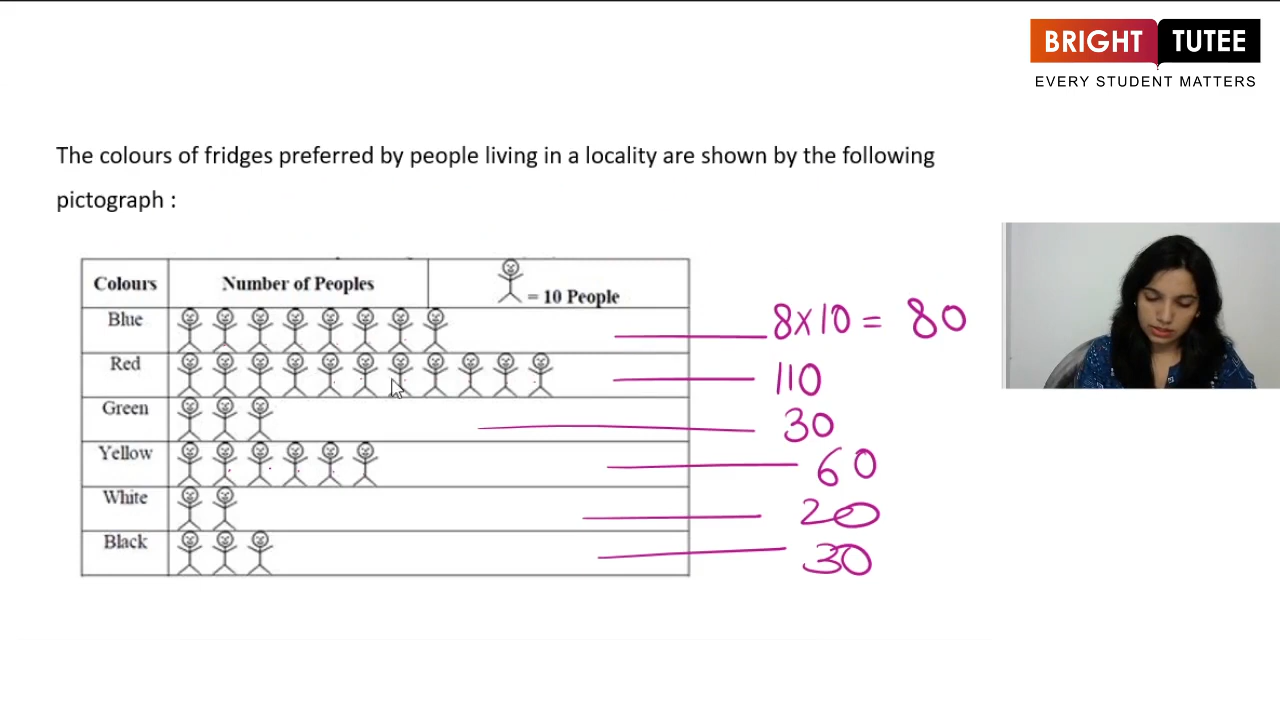 BRIGHT TUTEE
EVERY STUDENT MATTERS
The colours of fridges preferred by people living in a locality are shown by the following
pictograph :
Colours Number of Peoples = 10 People
Blue 8x10 = 80
Red 110
Green 30
Yellow 60
White 20
Black 30